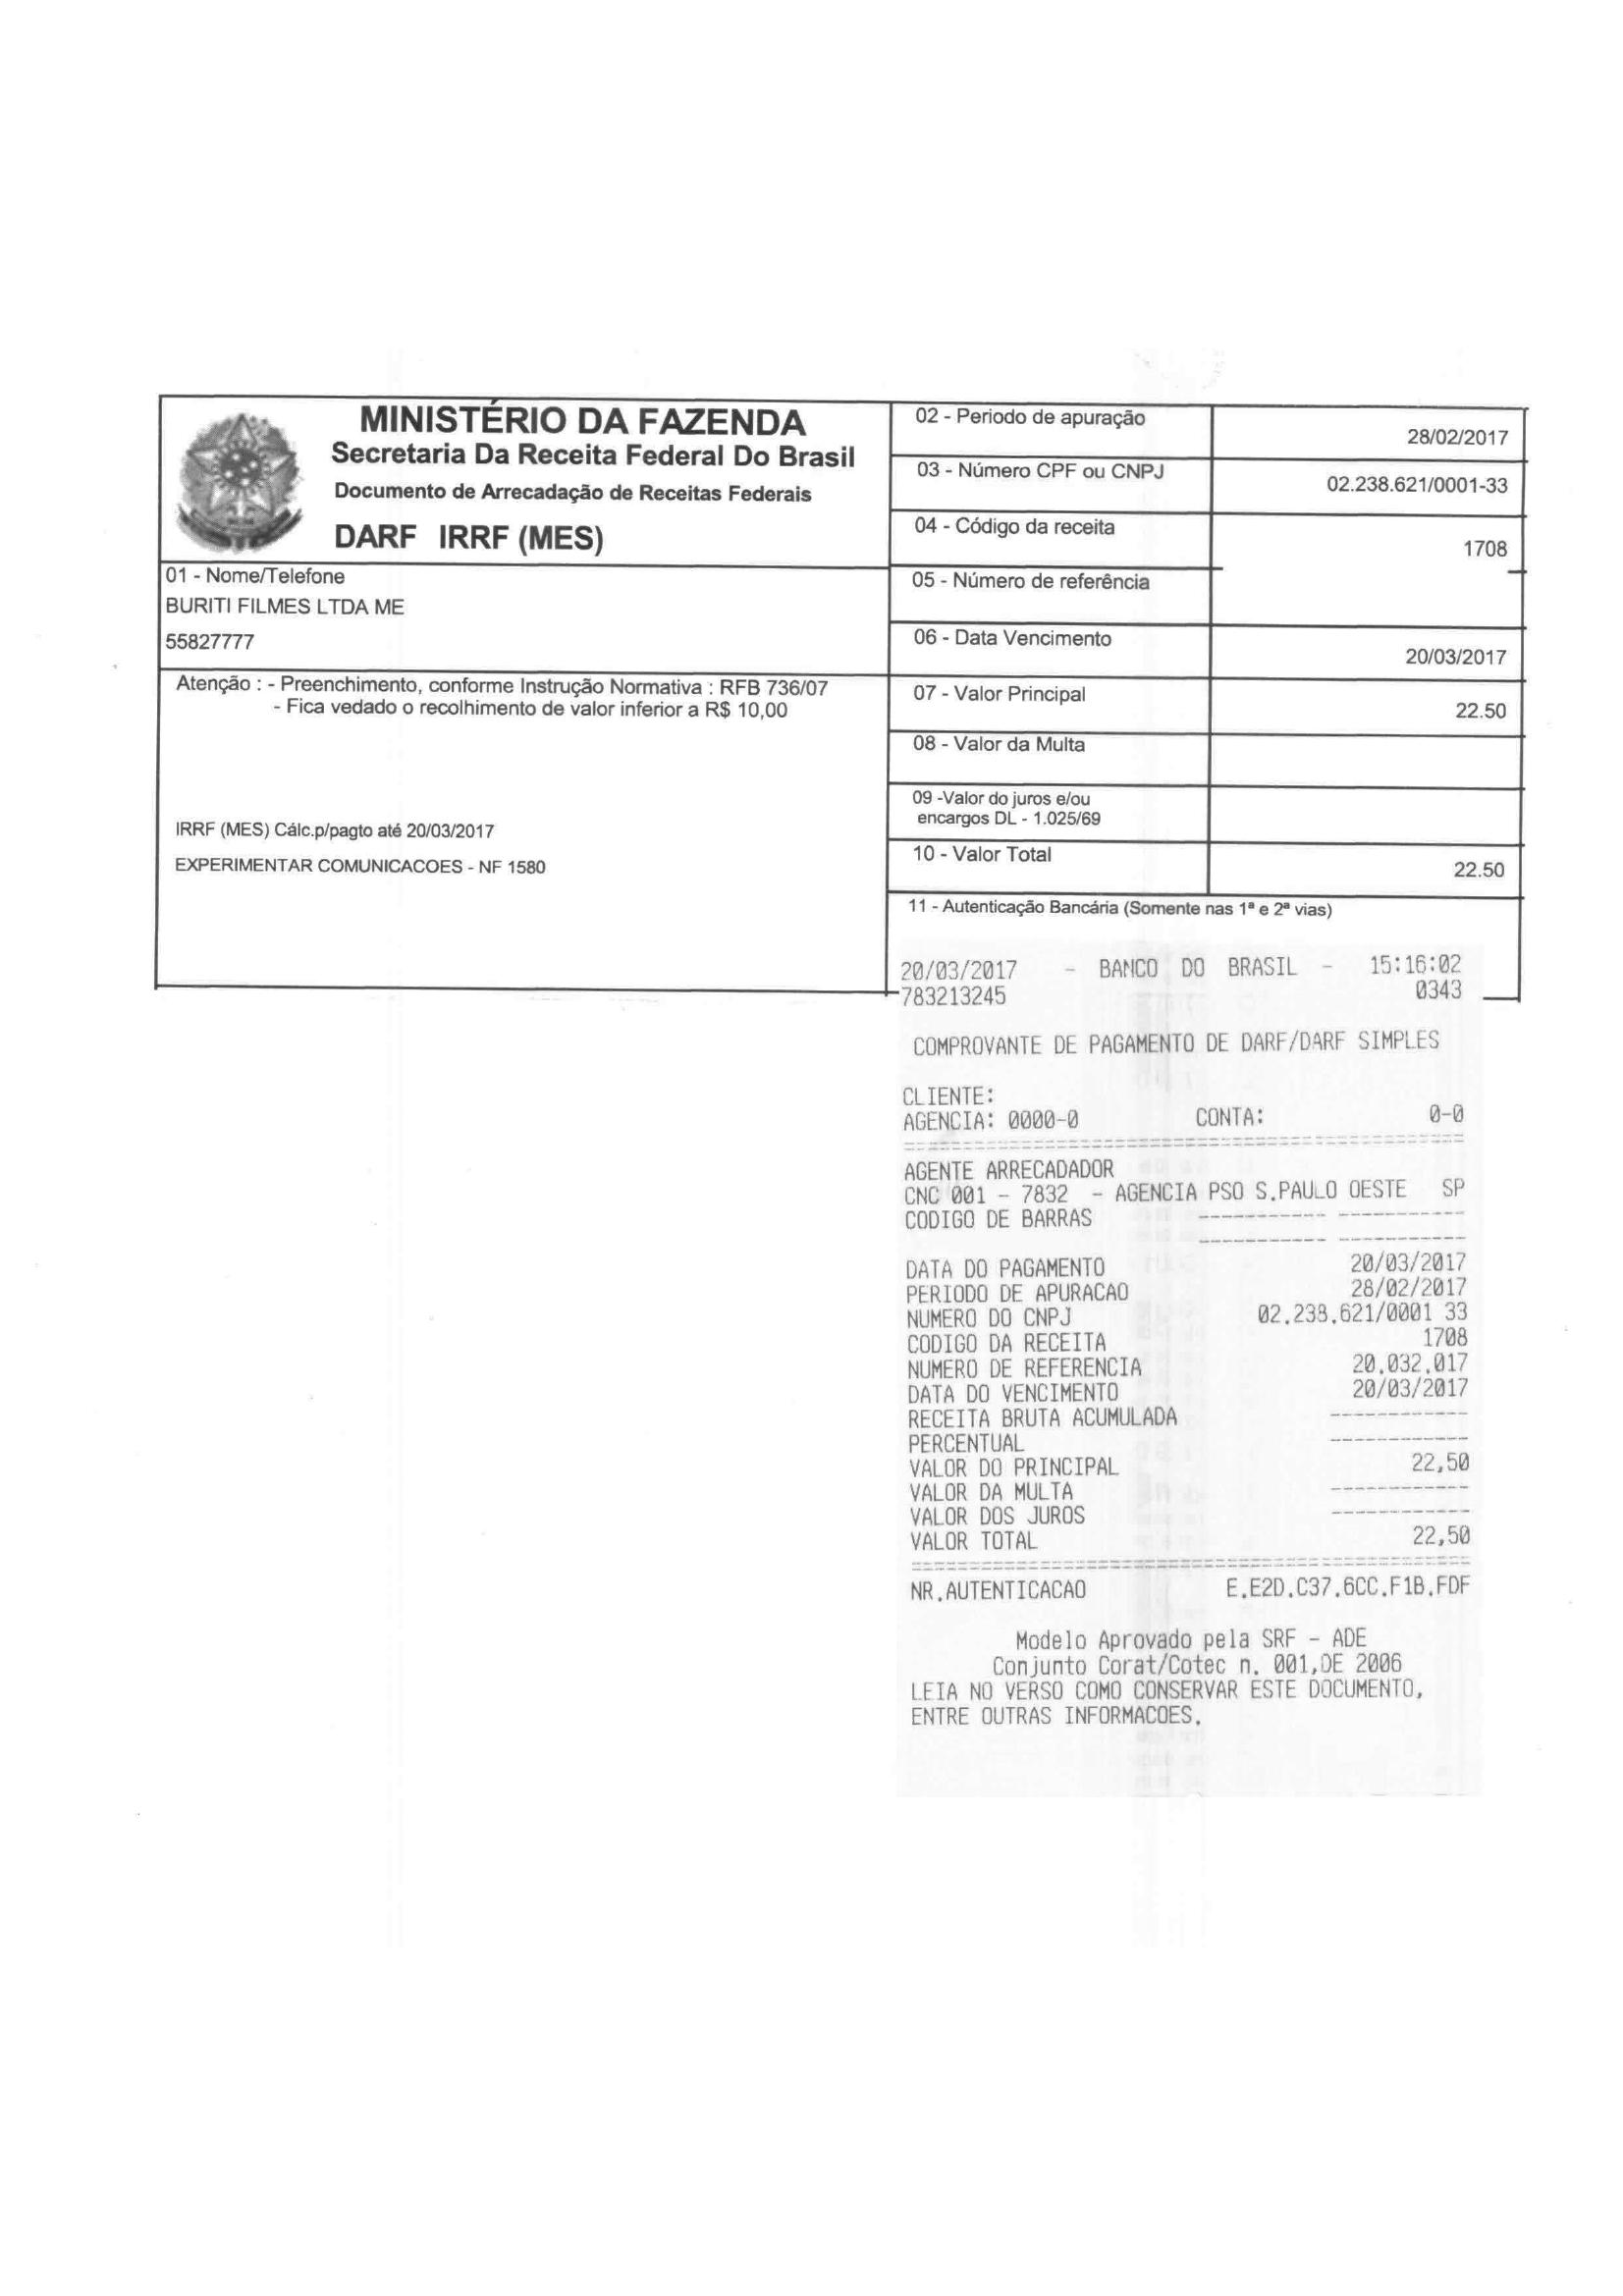 MINISTÉRIO DA FAZENDA
Secretaria Da Receita Federal Do Brasil
Documento de Arrecadação de Receitas Federais
DARF IRRF (MES)
01 - Nome/Telefone
BURITI FILMES LTDA ME
55827777
Atenção : - Preenchimento, conforme Instrução Normativa : RFB 736/07
- Fica vedado o recolhimento de valor inferior a R$ 10,00
IRRF (MES) Cálc.p/pagto até 20/03/2017
EXPERIMENTAR COMUNICACOES - NF 1580
02 - Periodo de apuração 28/02/2017
03 - Número CPF ou CNPJ 02.238.621/0001-33
04 - Código da receita 1708
05 - Número de referência
06 - Data Vencimento 20/03/2017
07 - Valor Principal 22.50
08 - Valor da Multa
09 -Valor do juros e/ou
encargos DL - 1.025/69
10 - Valor Total 22.50
11 - Autenticação Bancária (Somente nas 1ª e 2ª vias)
20/03/2017 - BANCO DO BRASIL - 15:16:02
783213245 0343
COMPROVANTE DE PAGAMENTO DE DARF/DARF SIMPLES
CLIENTE:
AGENCIA: 0000-0 CONTA: 0-0
AGENTE ARRECADADOR
CNC 001 - 7832 - AGENCIA PSO S.PAULO OESTE SP
CODIGO DE BARRAS ----------- -----------
----------- -----------
DATA DO PAGAMENTO 20/03/2017
PERIODO DE APURACAO 28/02/2017
NUMERO DO CNPJ 02.238.621/0001 33
CODIGO DA RECEITA 1708
NUMERO DE REFERENCIA 20.032.017
DATA DO VENCIMENTO 20/03/2017
RECEITA BRUTA ACUMULADA ------------
PERCENTUAL ------------
VALOR DO PRINCIPAL 22,50
VALOR DA MULTA ------------
VALOR DOS JUROS ------------
VALOR TOTAL 22,50
NR.AUTENTICACAO E.E2D.C37.6CC.F1B.FDF
Modelo Aprovado pela SRF - ADE
Conjunto Corat/Cotec n. 001,DE 2006
LEIA NO VERSO COMO CONSERVAR ESTE DOCUMENTO,
ENTRE OUTRAS INFORMACOES.